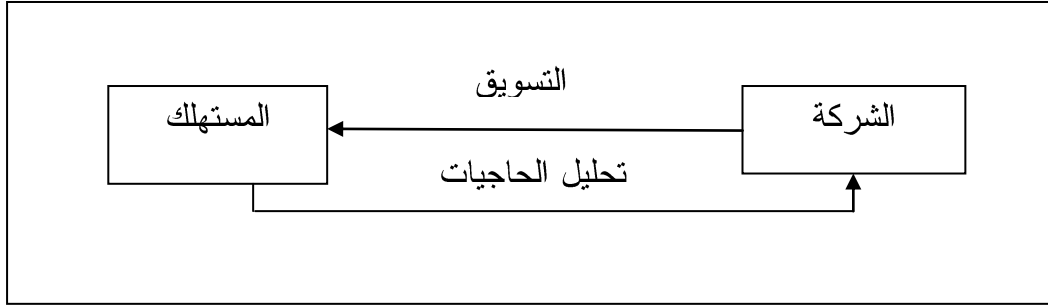 التسويق
الشركة
المستهلك
تحليل الحاجيات